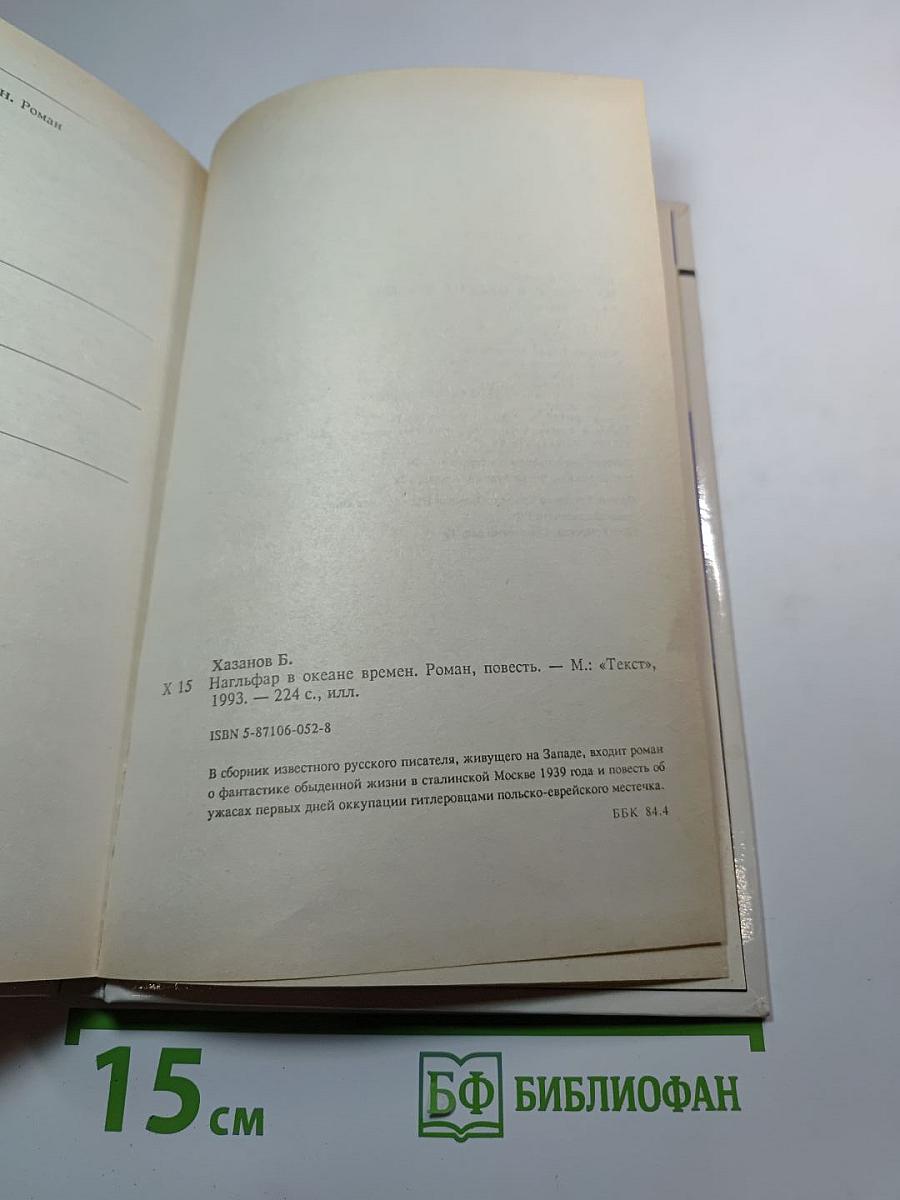 Н. Роман
Хазанов Б.
Х 15 Нагльфар в океане времен. Роман, повесть. — М.: «Текст»,
1993. — 224 с., илл.
ISBN 5-87106-052-8
В сборник известного русского писателя, живущего на Западе, входит роман
о фантастике обыденной жизни в сталинской Москве 1939 года и повесть об
ужасах первых дней оккупации гитлеровцами польско-еврейского местечка.
ББК 84.4
15 см
БФ БИБЛИОФАН